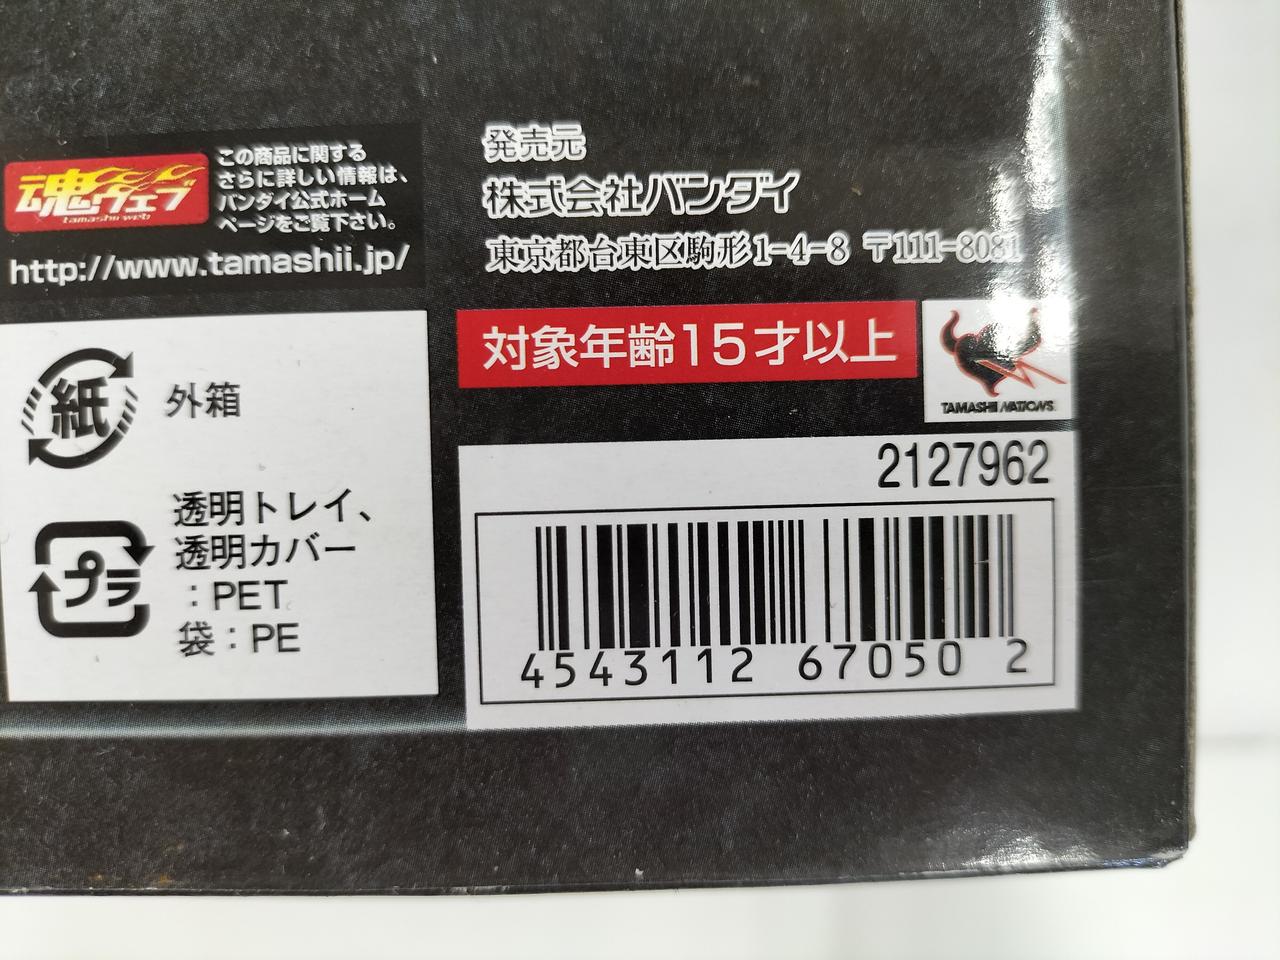 魂ウェブ
tamashii web
この商品に関する
さらに詳しい情報は、
バンダイ公式ホーム
ページをご覧下さい。
http://www.tamashii.jp/
発売元
株式会社バンダイ
東京都台東区駒形1-4-8 〒111-8081
対象年齢15才以上
TAMASHII NATIONS
紙
外箱
プラ
透明トレイ、
透明カバー
:PET
袋:PE
2127962
4543112 67050 2